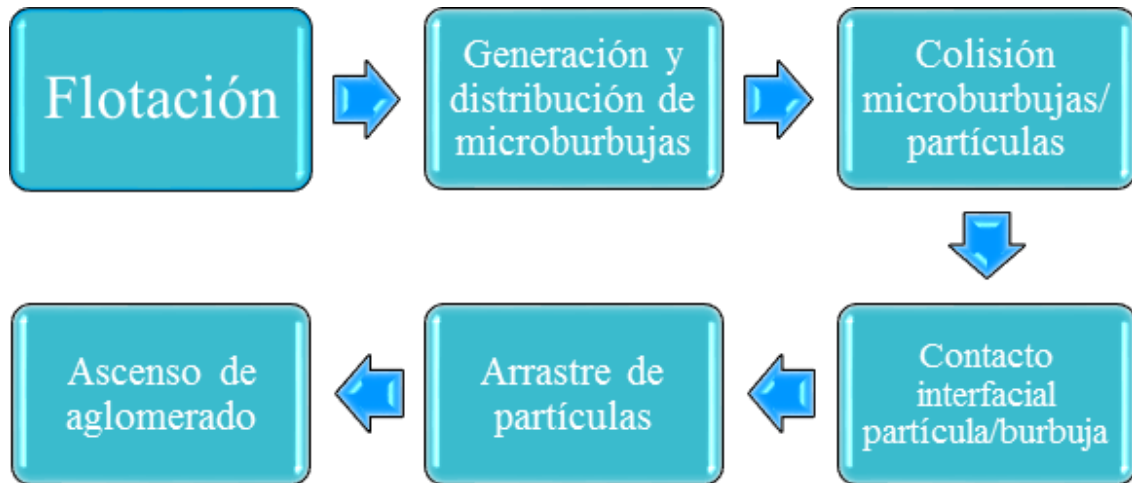 Flotación
Generación y
distribución de
microburbujas
Colisión
microburbujas/
partículas
Contacto
interfacial
partícula/burbuja
Arrastre de
partículas
Ascenso de
aglomerado